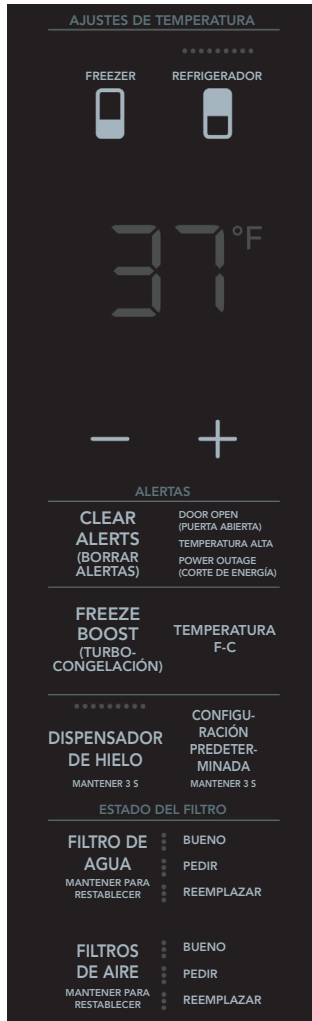 AJUSTES DE TEMPERATURA
FREEZER
REFRIGERADOR
37°F
− +
ALERTAS
CLEAR
ALERTS
(BORRAR
ALERTAS)
DOOR OPEN
(PUERTA ABIERTA)
TEMPERATURA ALTA
POWER OUTAGE
(CORTE DE ENERGÍA)
FREEZE
BOOST
(TURBO-
CONGELACIÓN)
TEMPERATURA
F-C
DISPENSADOR
DE HIELO
MANTENER 3 S
CONFIGU-
RACIÓN
PREDETER-
MINADA
MANTENER 3 S
ESTADO DEL FILTRO
FILTRO DE
AGUA
MANTENER PARA
RESTABLECER
BUENO
PEDIR
REEMPLAZAR
FILTROS
DE AIRE
MANTENER PARA
RESTABLECER
BUENO
PEDIR
REEMPLAZAR